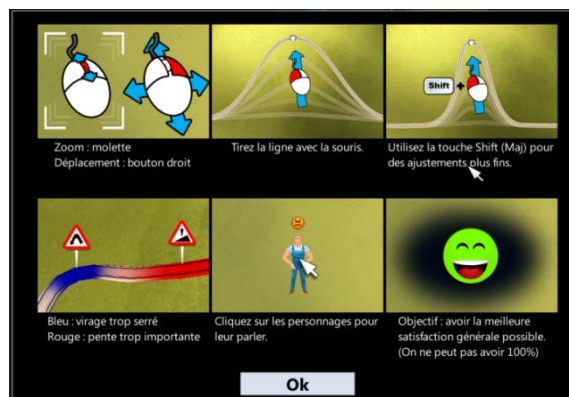 Zoom : molette
Déplacement : bouton droit
Tirez la ligne avec la souris.
Shift
Utilisez la touche Shift (Maj) pour
des ajustements plus fins.
Bleu : virage trop serré
Rouge : pente trop importante
Cliquez sur les personnages pour
leur parler.
Objectif : avoir la meilleure
satisfaction générale possible.
(On ne peut pas avoir 100%)
Ok